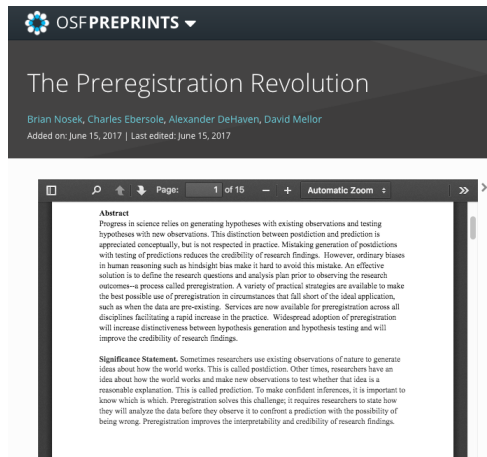 OSFPREPRINTS
The Preregistration Revolution
Brian Nosek, Charles Ebersole, Alexander DeHaven, David Mellor
Added on: June 15, 2017 | Last edited: June 15, 2017
Page: 1 of 15 − + Automatic Zoom
Abstract
Progress in science relies on generating hypotheses with existing observations and testing
hypotheses with new observations. This distinction between postdiction and prediction is
appreciated conceptually, but is not respected in practice. Mistaking generation of postdictions
with testing of predictions reduces the credibility of research findings. However, ordinary biases
in human reasoning such as hindsight bias make it hard to avoid this mistake. An effective
solution is to define the research questions and analysis plan prior to observing the research
outcomes--a process called preregistration. A variety of practical strategies are available to make
the best possible use of preregistration in circumstances that fall short of the ideal application,
such as when the data are pre-existing. Services are now available for preregistration across all
disciplines facilitating a rapid increase in the practice. Widespread adoption of preregistration
will increase distinctiveness between hypothesis generation and hypothesis testing and will
improve the credibility of research findings.
Significance Statement. Sometimes researchers use existing observations of nature to generate
ideas about how the world works. This is called postdiction. Other times, researchers have an
idea about how the world works and make new observations to test whether that idea is a
reasonable explanation. This is called prediction. To make confident inferences, it is important to
know which is which. Preregistration solves this challenge; it requires researchers to state how
they will analyze the data before they observe it to confront a prediction with the possibility of
being wrong. Preregistration improves the interpretability and credibility of research findings.